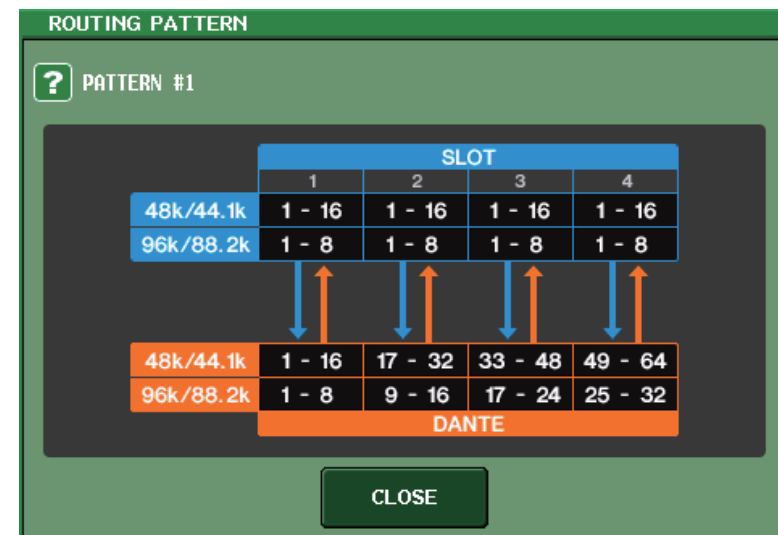 ROUTING PATTERN
? PATTERN #1
SLOT
1 2 3 4
48k/44.1k 1 - 16 1 - 16 1 - 16 1 - 16
96k/88.2k 1 - 8 1 - 8 1 - 8 1 - 8
48k/44.1k 1 - 16 17 - 32 33 - 48 49 - 64
96k/88.2k 1 - 8 9 - 16 17 - 24 25 - 32
DANTE
CLOSE